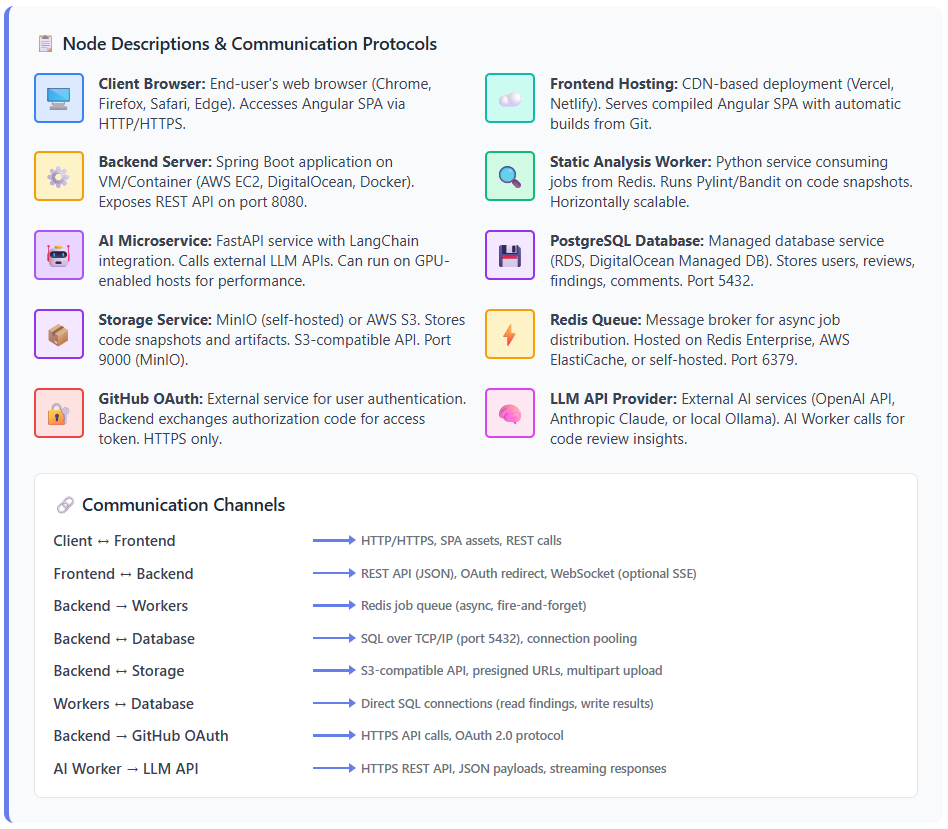 Node Descriptions & Communication Protocols
Client Browser: End-user's web browser (Chrome,
Firefox, Safari, Edge). Accesses Angular SPA via
HTTP/HTTPS.
Frontend Hosting: CDN-based deployment (Vercel,
Netlify). Serves compiled Angular SPA with automatic
builds from Git.
Backend Server: Spring Boot application on
VM/Container (AWS EC2, DigitalOcean, Docker).
Exposes REST API on port 8080.
Static Analysis Worker: Python service consuming
jobs from Redis. Runs Pylint/Bandit on code snapshots.
Horizontally scalable.
AI Microservice: FastAPI service with LangChain
integration. Calls external LLM APIs. Can run on GPU-
enabled hosts for performance.
PostgreSQL Database: Managed database service
(RDS, DigitalOcean Managed DB). Stores users, reviews,
findings, comments. Port 5432.
Storage Service: MinIO (self-hosted) or AWS S3. Stores
code snapshots and artifacts. S3-compatible API. Port
9000 (MinIO).
Redis Queue: Message broker for async job
distribution. Hosted on Redis Enterprise, AWS
ElastiCache, or self-hosted. Port 6379.
GitHub OAuth: External service for user authentication.
Backend exchanges authorization code for access
token. HTTPS only.
LLM API Provider: External AI services (OpenAI API,
Anthropic Claude, or local Ollama). AI Worker calls for
code review insights.
Communication Channels
Client ↔ Frontend HTTP/HTTPS, SPA assets, REST calls
Frontend ↔ Backend REST API (JSON), OAuth redirect, WebSocket (optional SSE)
Backend → Workers Redis job queue (async, fire-and-forget)
Backend ↔ Database SQL over TCP/IP (port 5432), connection pooling
Backend ↔ Storage S3-compatible API, presigned URLs, multipart upload
Workers ↔ Database Direct SQL connections (read findings, write results)
Backend → GitHub OAuth HTTPS API calls, OAuth 2.0 protocol
AI Worker → LLM API HTTPS REST API, JSON payloads, streaming responses